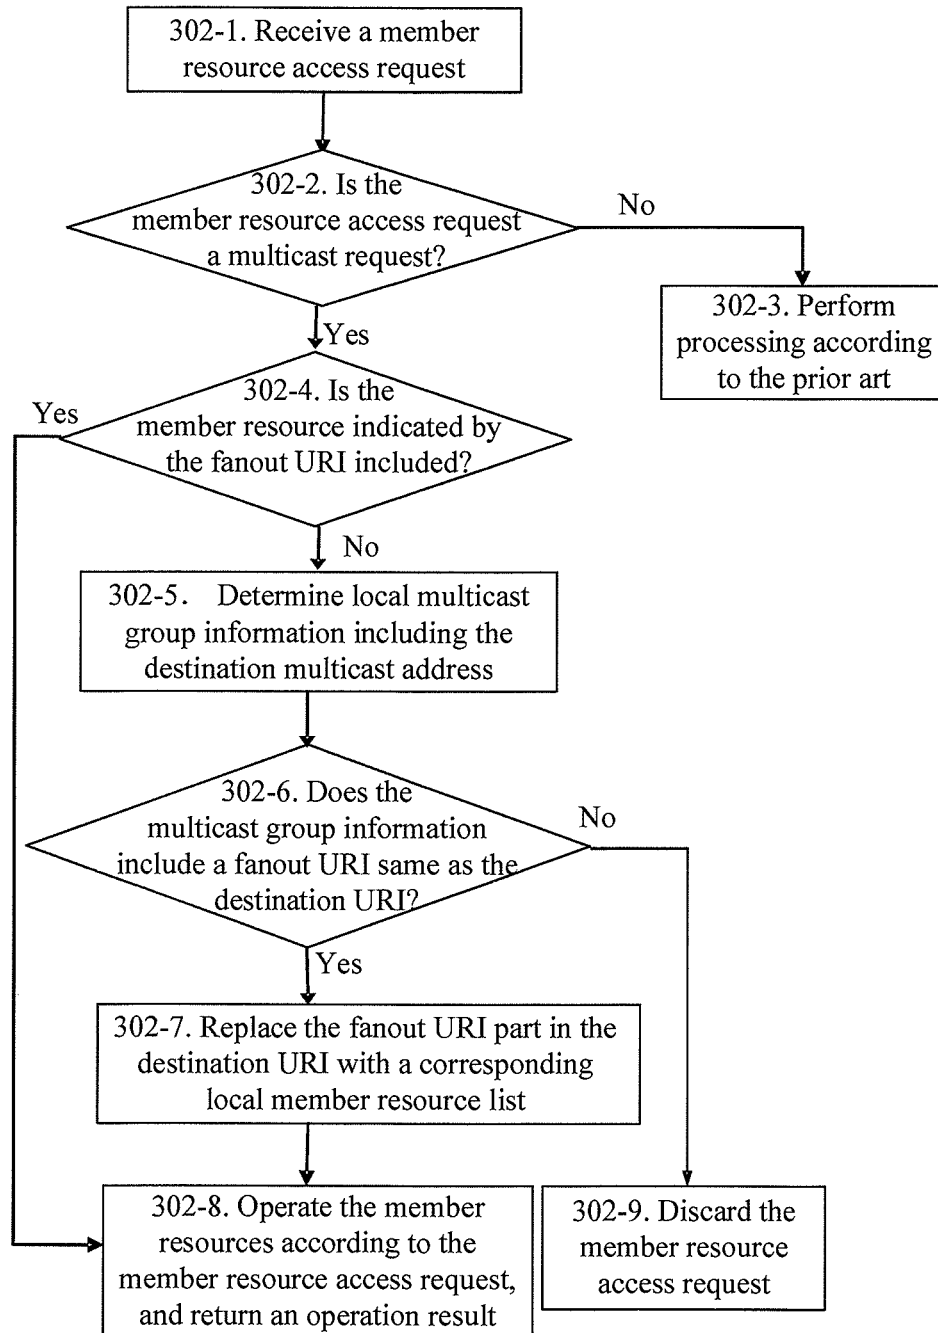 302-1. Receive a member
resource access request
302-2. Is the
member resource access request
a multicast request?
No
302-3. Perform
processing according
to the prior art
Yes
302-4. Is the
member resource indicated by
the fanout URI included?
Yes
No
302-5. Determine local multicast
group information including the
destination multicast address
302-6. Does the
multicast group information
include a fanout URI same as the
destination URI?
No
Yes
302-7. Replace the fanout URI part in the
destination URI with a corresponding
local member resource list
302-8. Operate the member
resources according to the
member resource access request,
and return an operation result
302-9. Discard the
member resource
access request